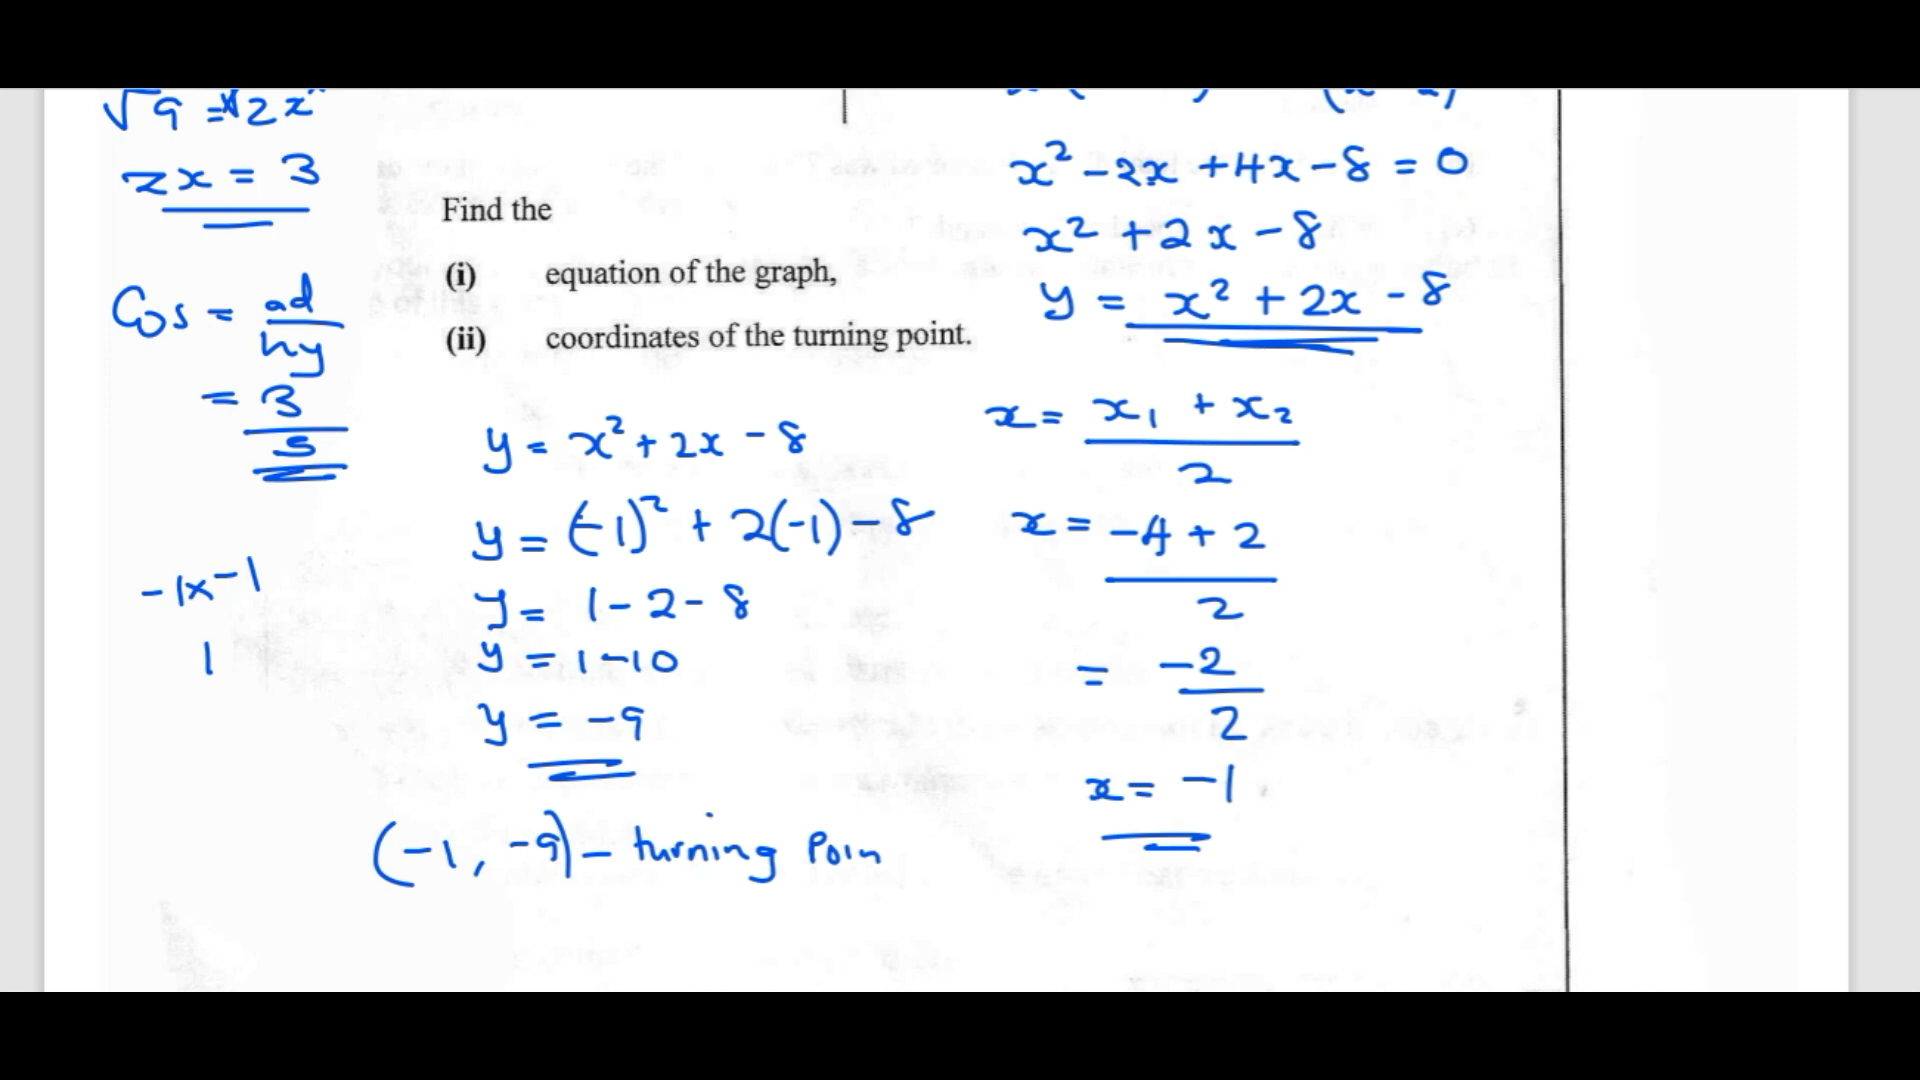 √9 = √zx²
zx = 3
Cos = ad
hy
= 3
5
-1x-1
1
Find the
(i) equation of the graph,
(ii) coordinates of the turning point.
y = x² + 2x - 8
y = (-1)² + 2(-1) - 8
y = 1 - 2 - 8
y = 1 - 10
y = -9
(-1, -9) - turning Poin
x² - 2x + 4x - 8 = 0
x² + 2x - 8
y = x² + 2x - 8
x = x₁ + x₂
2
x = -4 + 2
2
= -2
2
x = -1